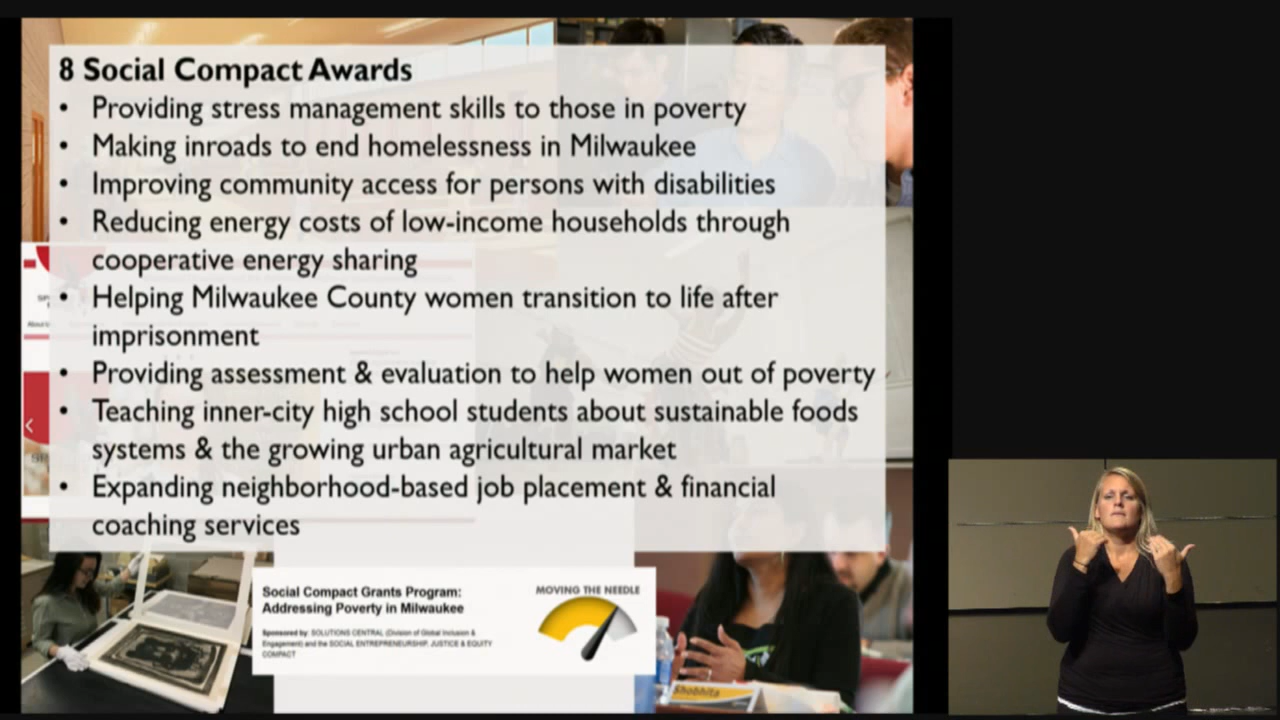 8 Social Compact Awards
• Providing stress management skills to those in poverty
• Making inroads to end homelessness in Milwaukee
• Improving community access for persons with disabilities
• Reducing energy costs of low-income households through
cooperative energy sharing
• Helping Milwaukee County women transition to life after
imprisonment
• Providing assessment & evaluation to help women out of poverty
• Teaching inner-city high school students about sustainable foods
systems & the growing urban agricultural market
• Expanding neighborhood-based job placement & financial
coaching services
Social Compact Grants Program:
Addressing Poverty in Milwaukee
Sponsored by: SOLUTIONS CENTRAL (Division of Global Inclusion &
Engagement) and the SOCIAL ENTREPRENEURSHIP, JUSTICE & EQUITY
COMPACT
MOVING THE NEEDLE
Shobhita